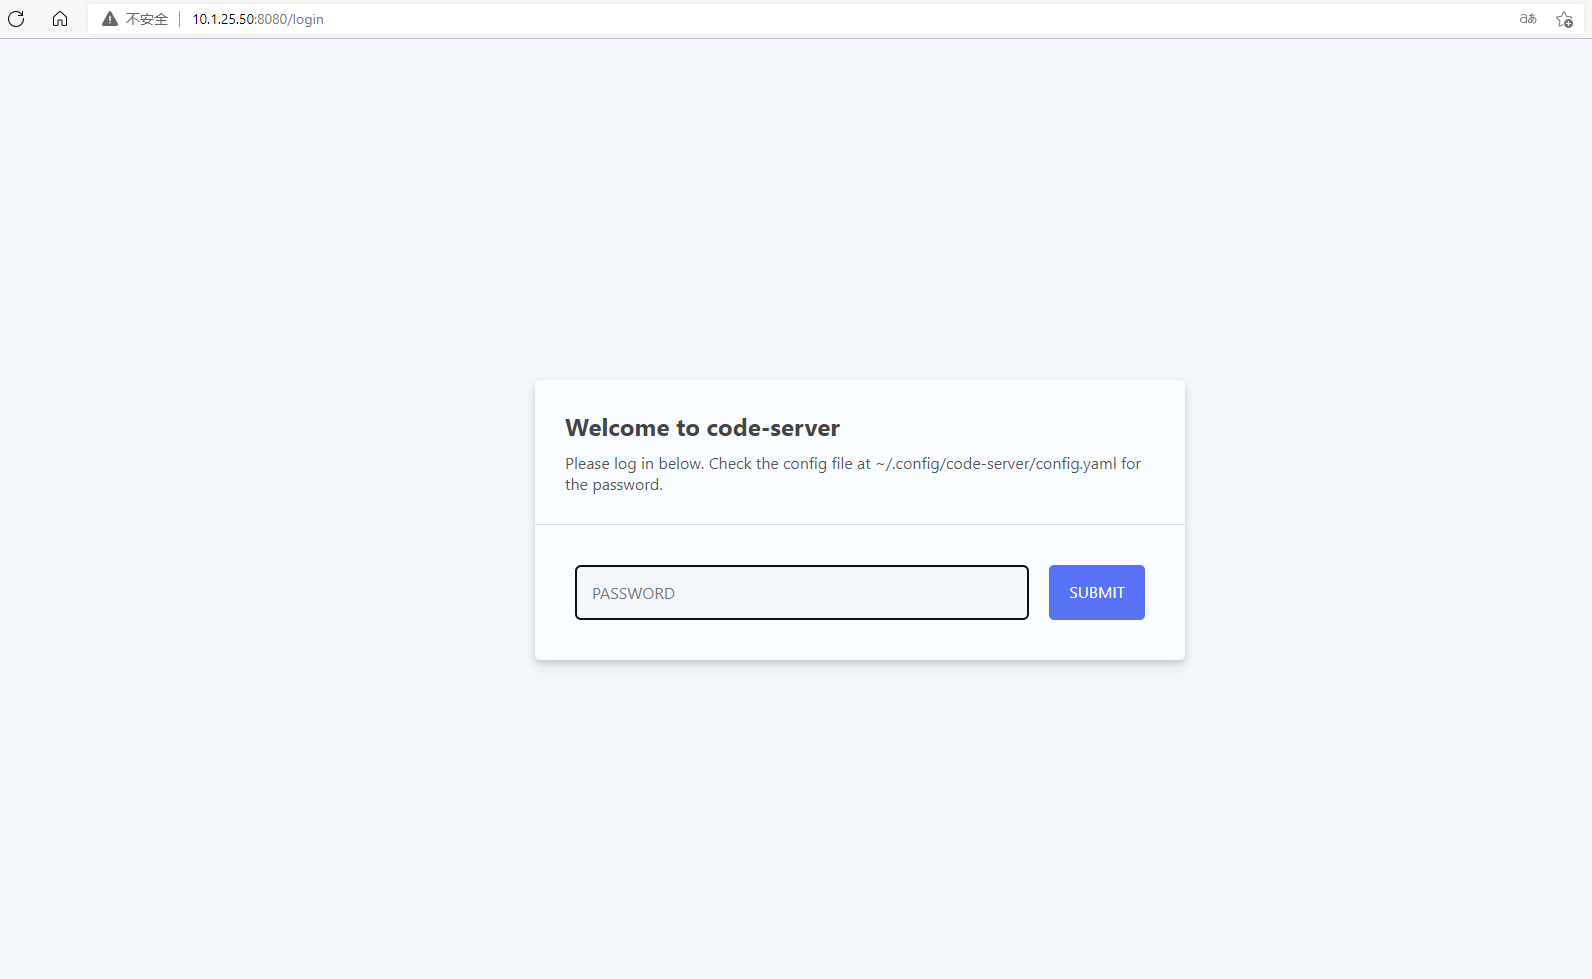 不安全 10.1.25.50:8080/login aあ
Welcome to code-server
Please log in below. Check the config file at ~/.config/code-server/config.yaml for
the password.
PASSWORD
SUBMIT